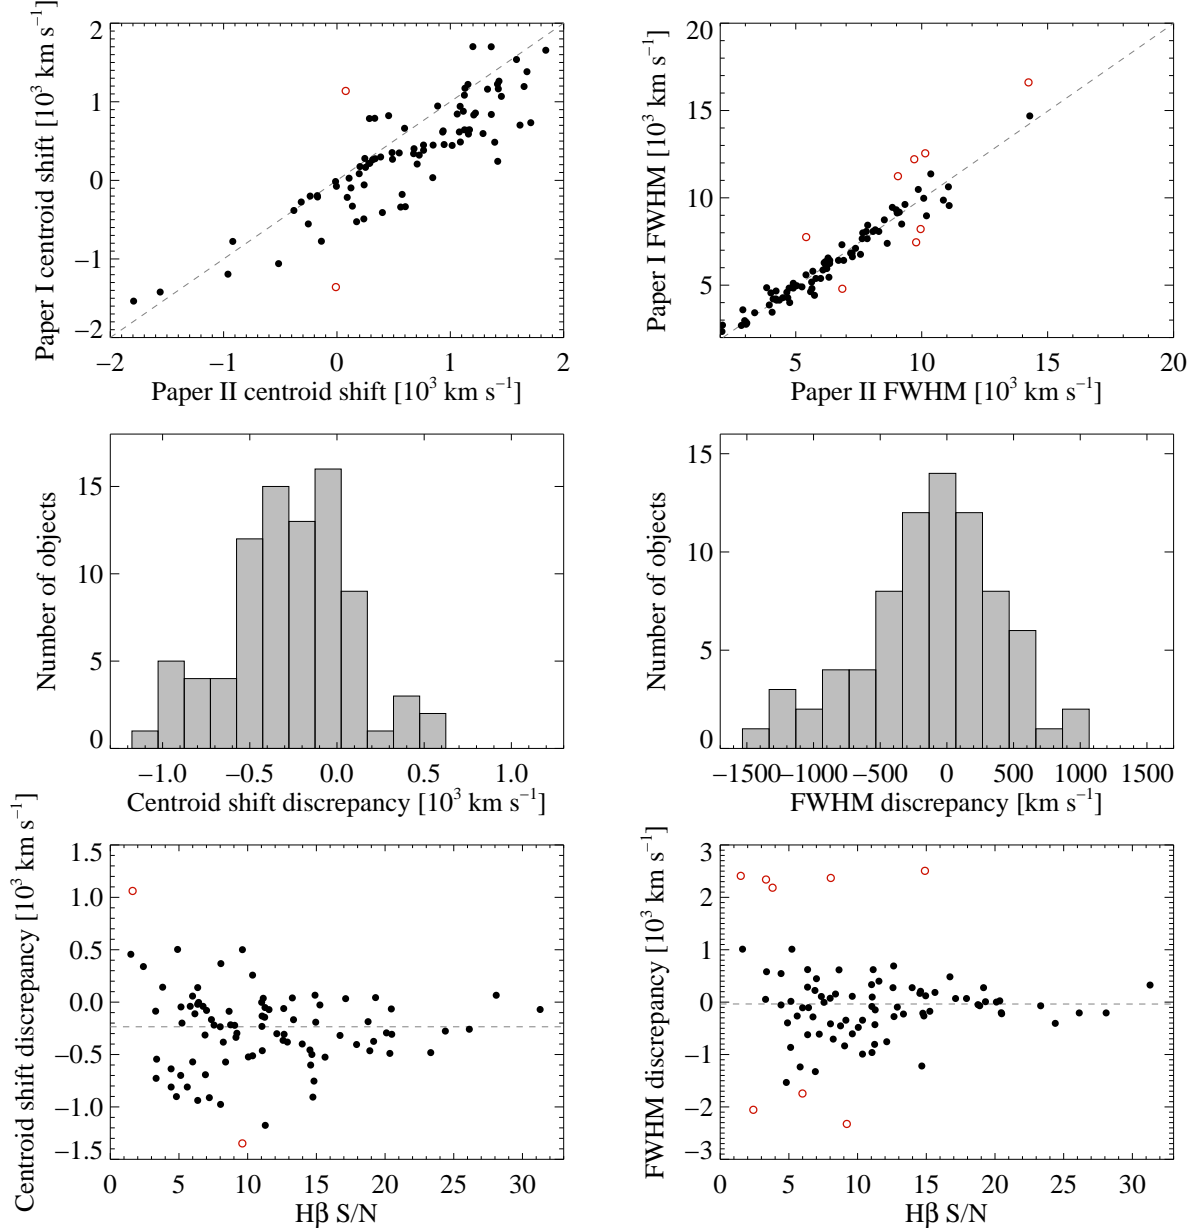 Paper I centroid shift [10³ km s⁻¹]
2
1
0
−1
−2
−2 −1 0 1 2
Paper II centroid shift [10³ km s⁻¹]
Paper I FWHM [10³ km s⁻¹]
20
15
10
5
5 10 15 20
Paper II FWHM [10³ km s⁻¹]
Number of objects
15
10
5
0
−1.0 −0.5 0.0 0.5 1.0
Centroid shift discrepancy [10³ km s⁻¹]
Number of objects
15
10
5
0
−1500 −1000 −500 0 500 1000 1500
FWHM discrepancy [km s⁻¹]
Centroid shift discrepancy [10³ km s⁻¹]
1.5
1.0
0.5
0.0
−0.5
−1.0
−1.5
0 5 10 15 20 25 30
Hβ S/N
FWHM discrepancy [10³ km s⁻¹]
3
2
1
0
−1
−2
−3
0 5 10 15 20 25 30
Hβ S/N